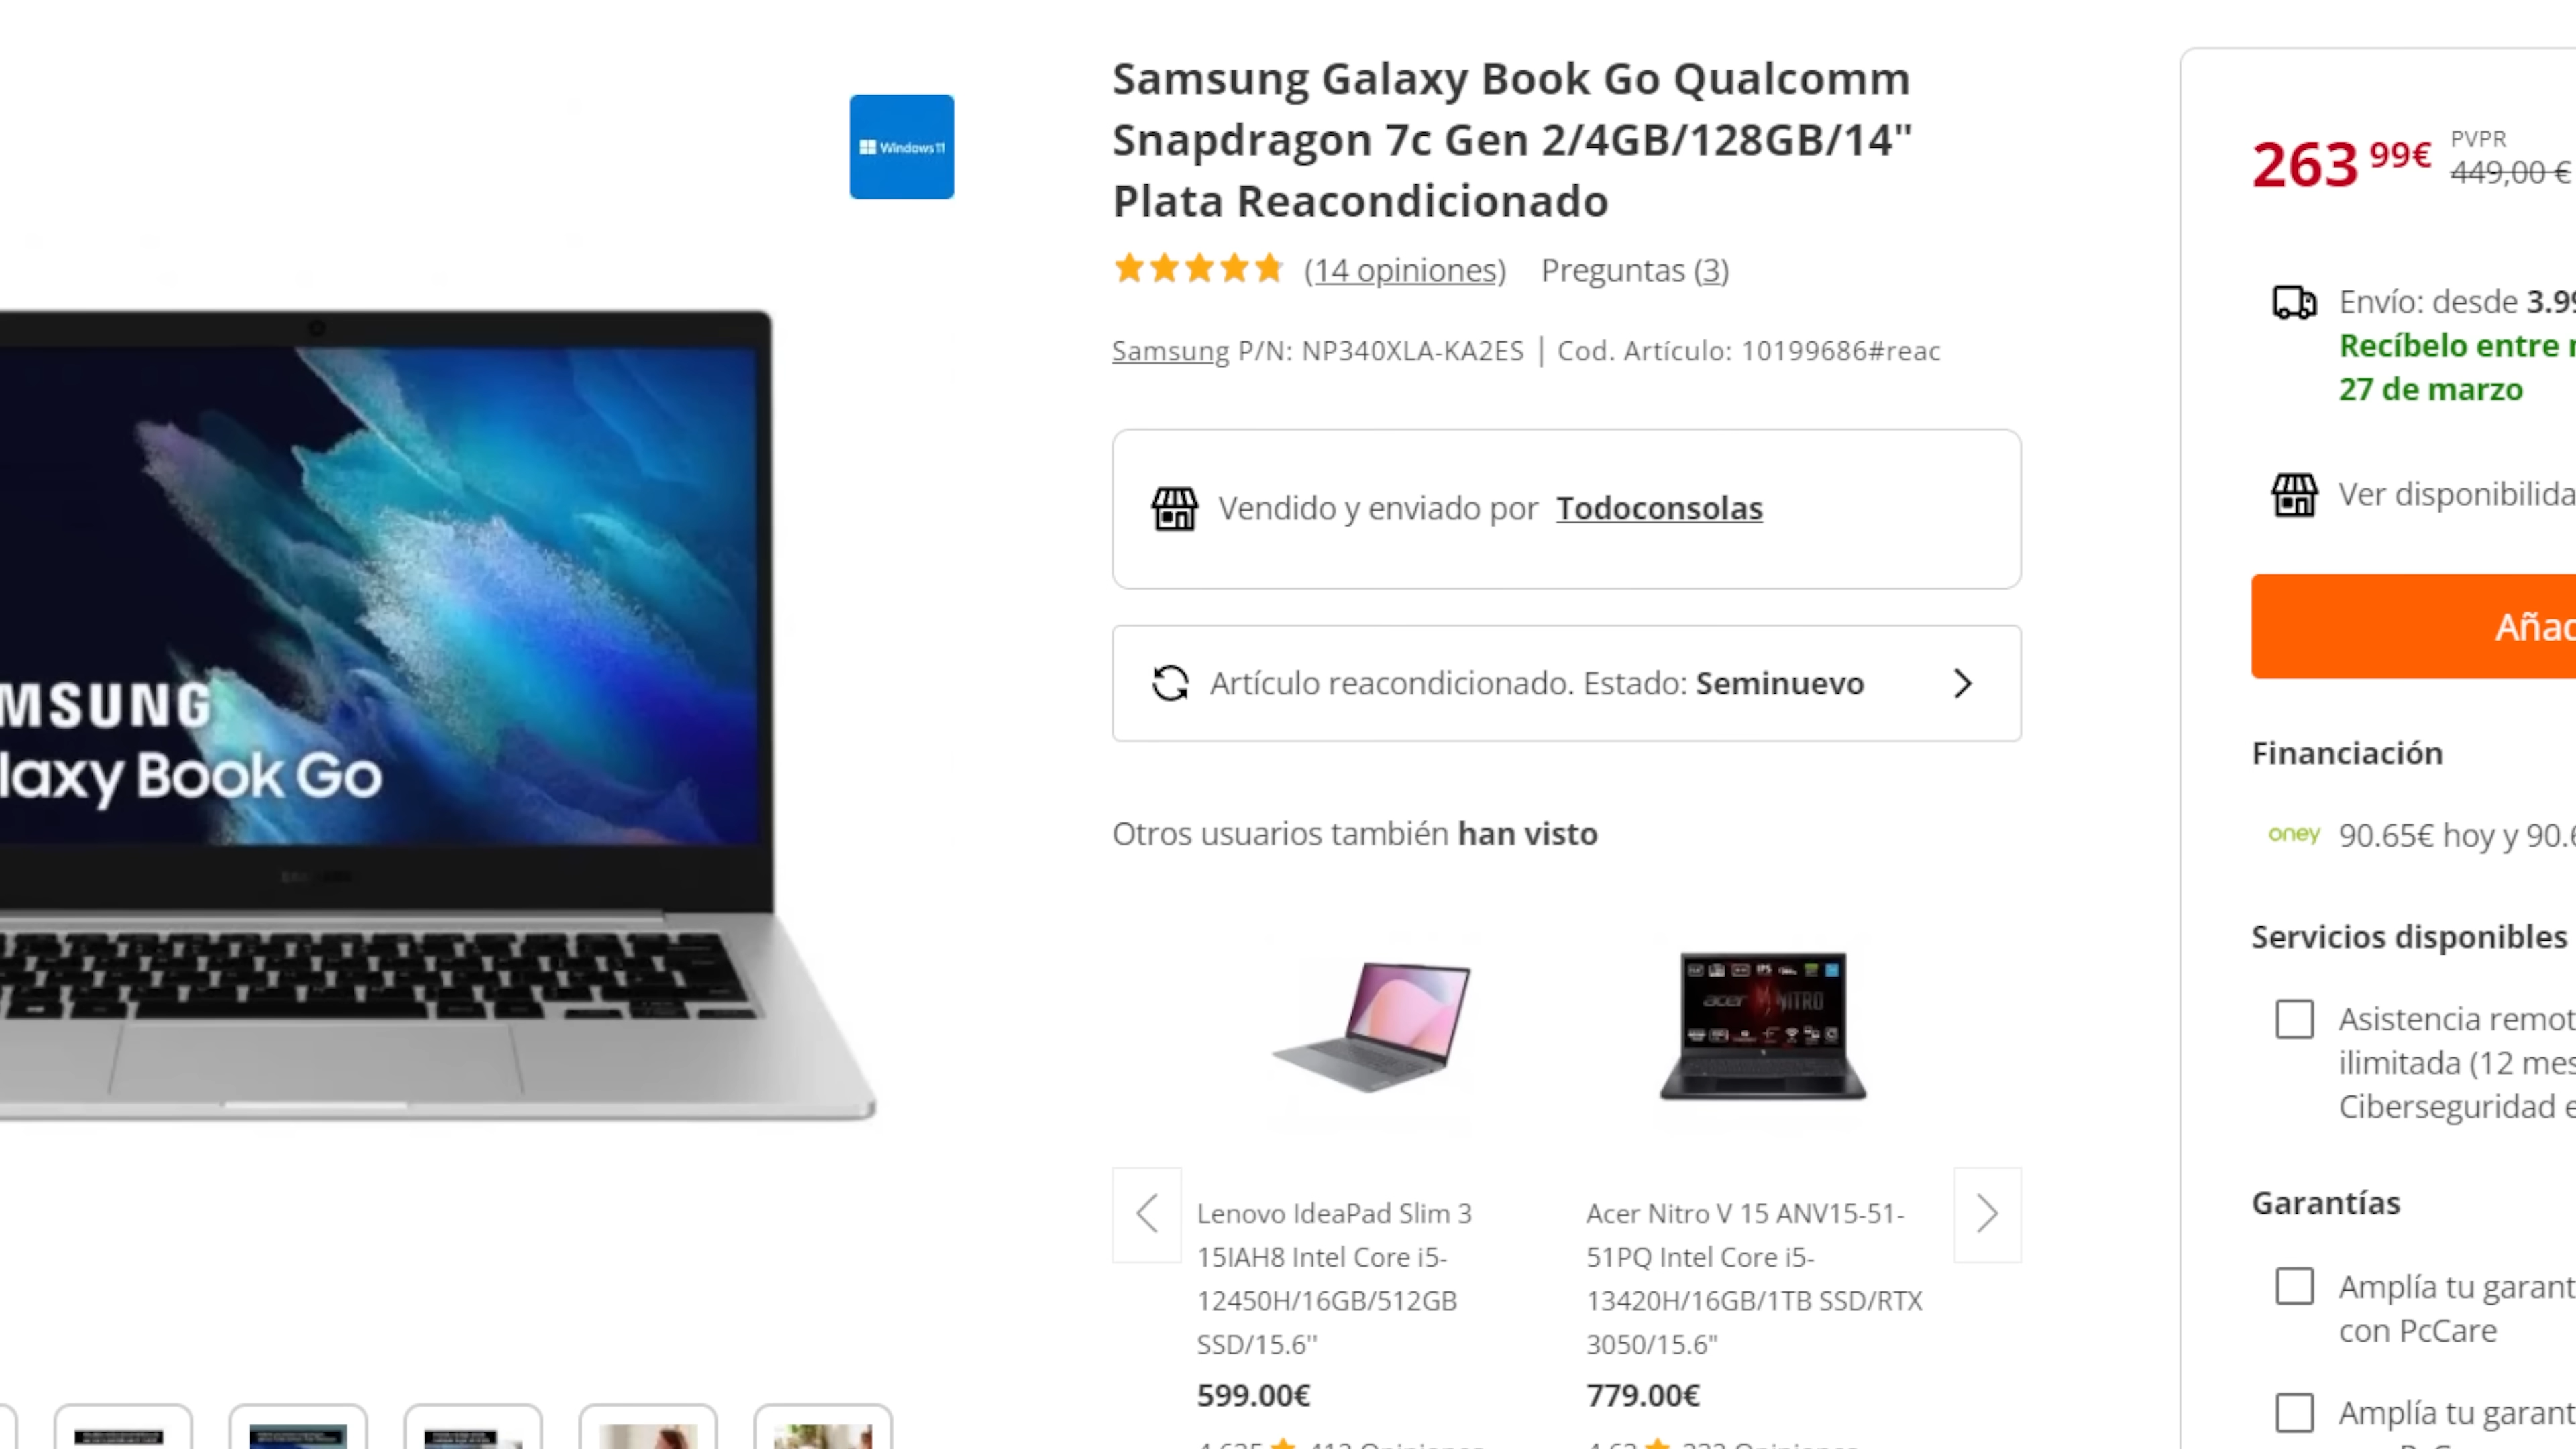 Windows 11
MSUNG
laxy Book Go
Samsung Galaxy Book Go Qualcomm
Snapdragon 7c Gen 2/4GB/128GB/14"
Plata Reacondicionado
(14 opiniones) Preguntas (3)
Samsung P/N: NP340XLA-KA2ES | Cod. Artículo: 10199686#reac
Vendido y enviado por Todoconsolas
Artículo reacondicionado. Estado: Seminuevo
Otros usuarios también han visto
acer NITRO
Lenovo IdeaPad Slim 3
15IAH8 Intel Core i5-
12450H/16GB/512GB
SSD/15.6''
599.00€
Acer Nitro V 15 ANV15-51-
51PQ Intel Core i5-
13420H/16GB/1TB SSD/RTX
3050/15.6"
779.00€
263 99€
PVPR
449,00 €
Envío: desde 3.9
Recíbelo entre
27 de marzo
Ver disponibilida
Añad
Financiación
oney 90.65€ hoy y 90.6
Servicios disponibles
Asistencia remot
ilimitada (12 mes
Ciberseguridad e
Garantías
Amplía tu garant
con PcCare
Amplía tu garant